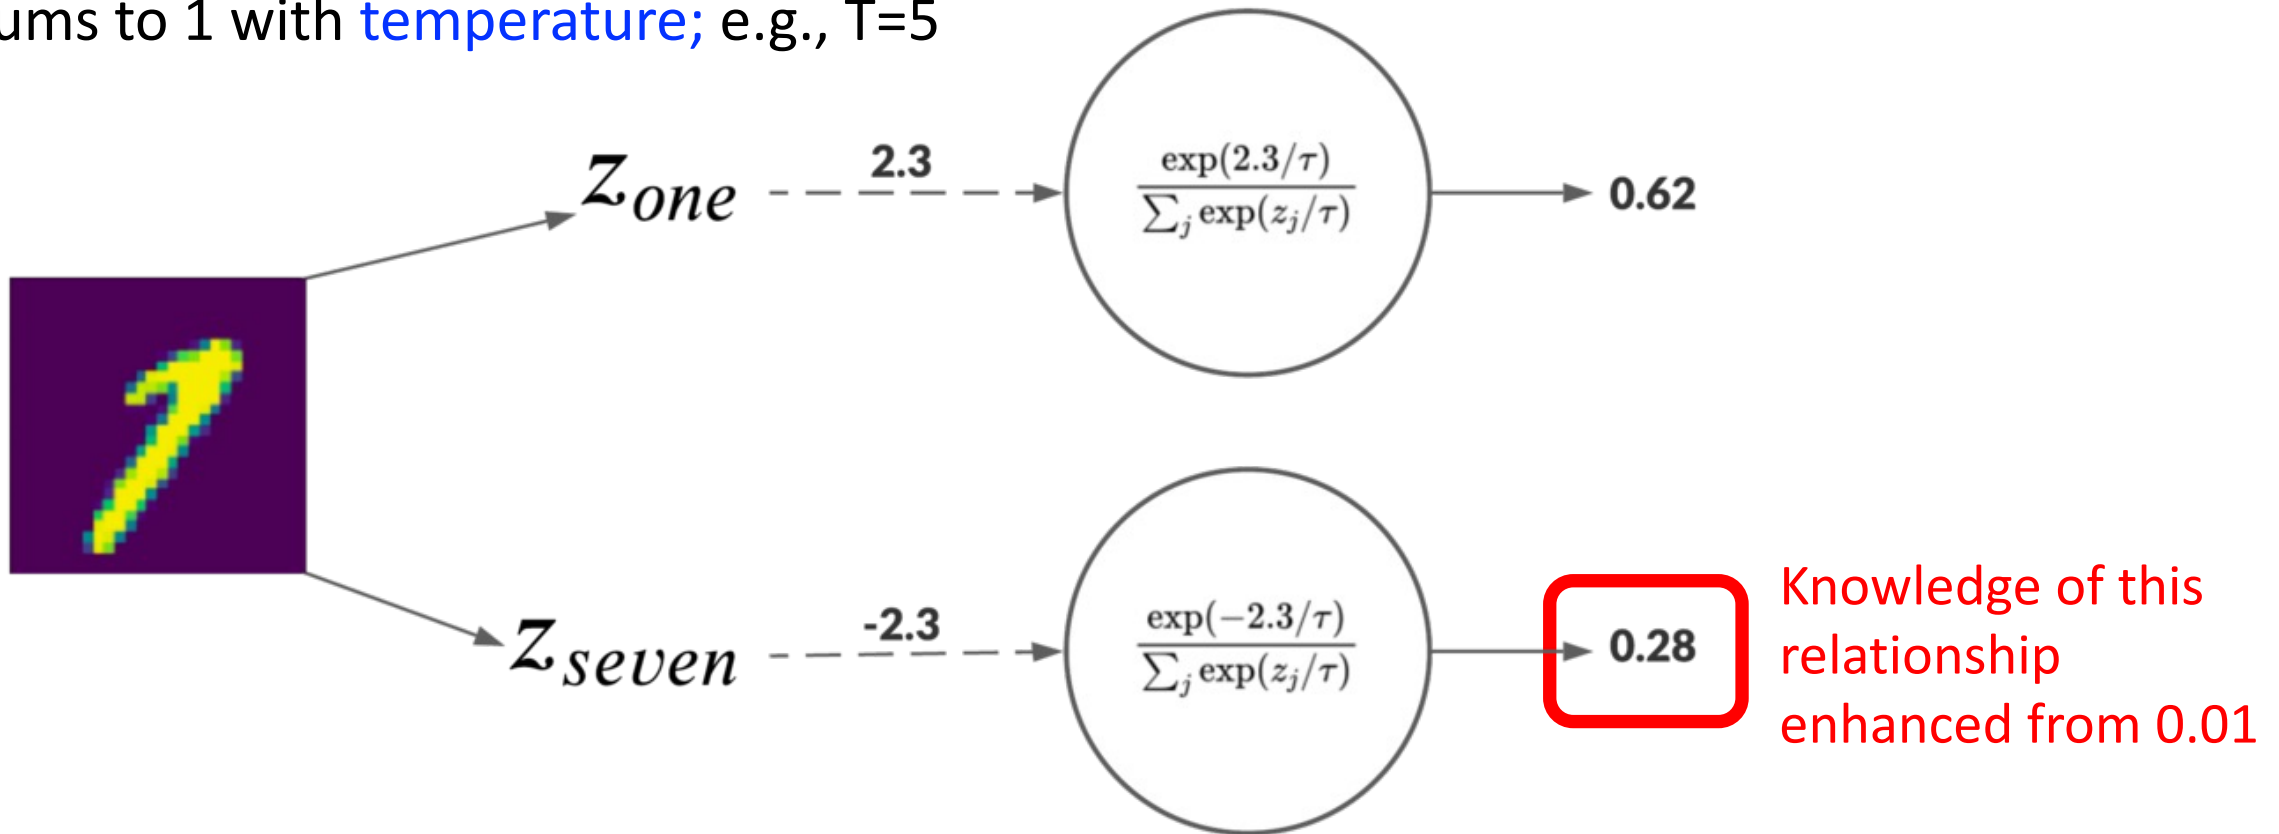 ums to 1 with temperature; e.g., T=5
z_one
2.3
exp(2.3/τ)
∑_j exp(z_j/τ)
0.62
z_seven
-2.3
exp(−2.3/τ)
∑_j exp(z_j/τ)
0.28
Knowledge of this
relationship
enhanced from 0.01